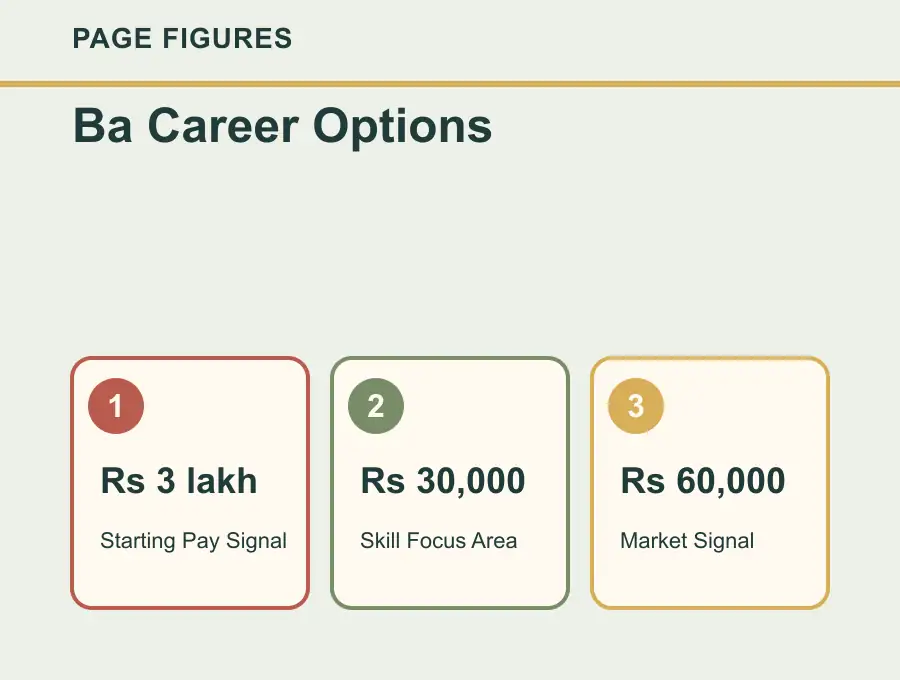 PAGE FIGURES
Ba Career Options
1
Rs 3 lakh
Starting Pay Signal
2
Rs 30,000
Skill Focus Area
3
Rs 60,000
Market Signal